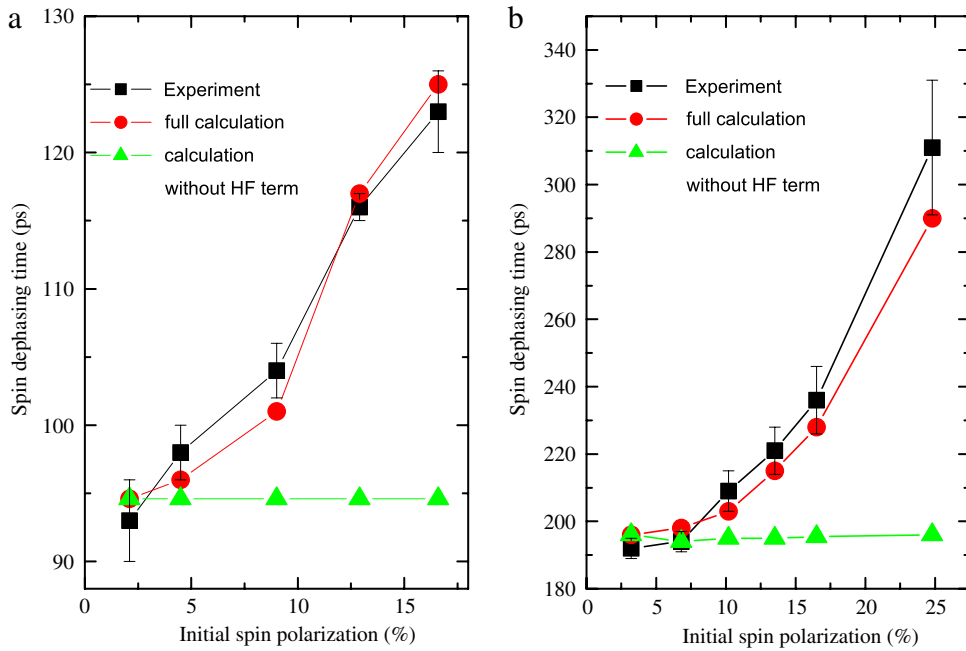 a
130
120
110
100
90
Spin dephasing time (ps)
Experiment
full calculation
calculation
without HF term
0
5
10
15
Initial spin polarization (%)
b
340
320
300
280
260
240
220
200
180
Spin dephasing time (ps)
Experiment
full calculation
calculation
without HF term
0
5
10
15
20
25
Initial spin polarization (%)